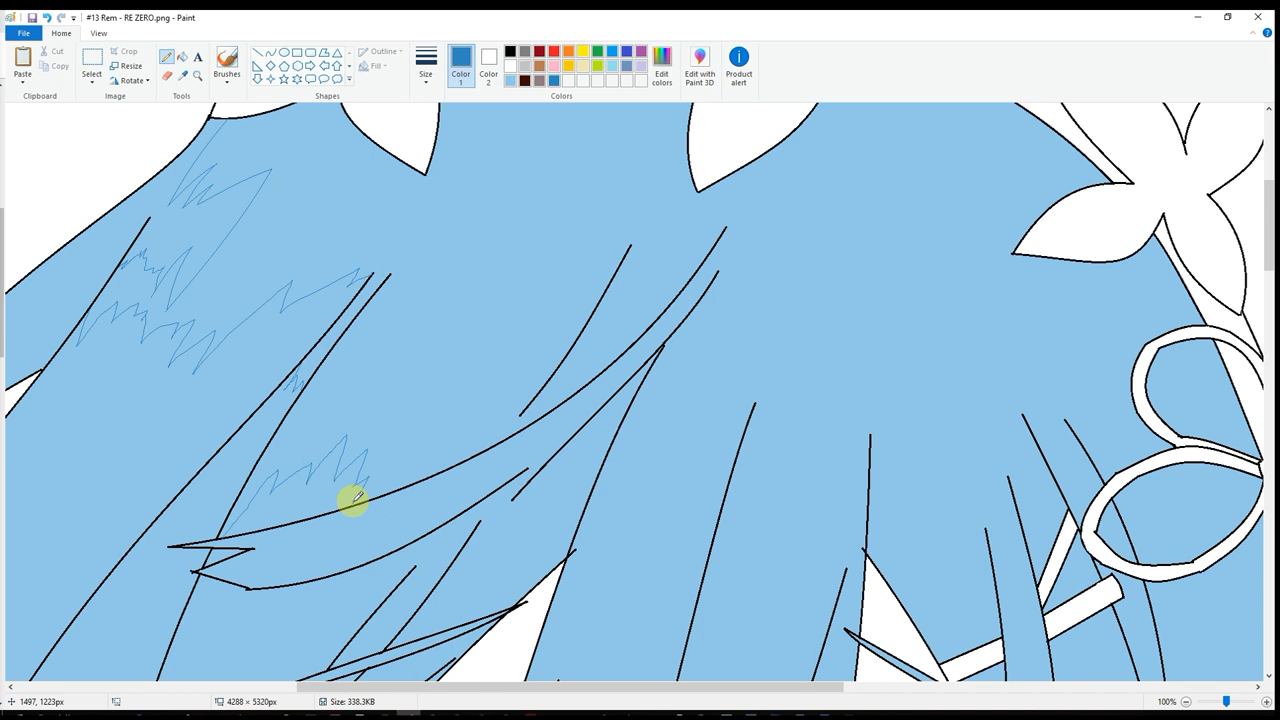 #13 Rem - RE ZERO.png - Paint
File Home View
Paste Cut Copy Clipboard
Select Crop Resize Rotate Image
Tools
Brushes
Outline Fill Shapes
Size
Color 1 Color 2 Edit colors Colors
Edit with Paint 3D
Product alert
1497, 1223px 4288 × 5320px Size: 338.3KB 100%